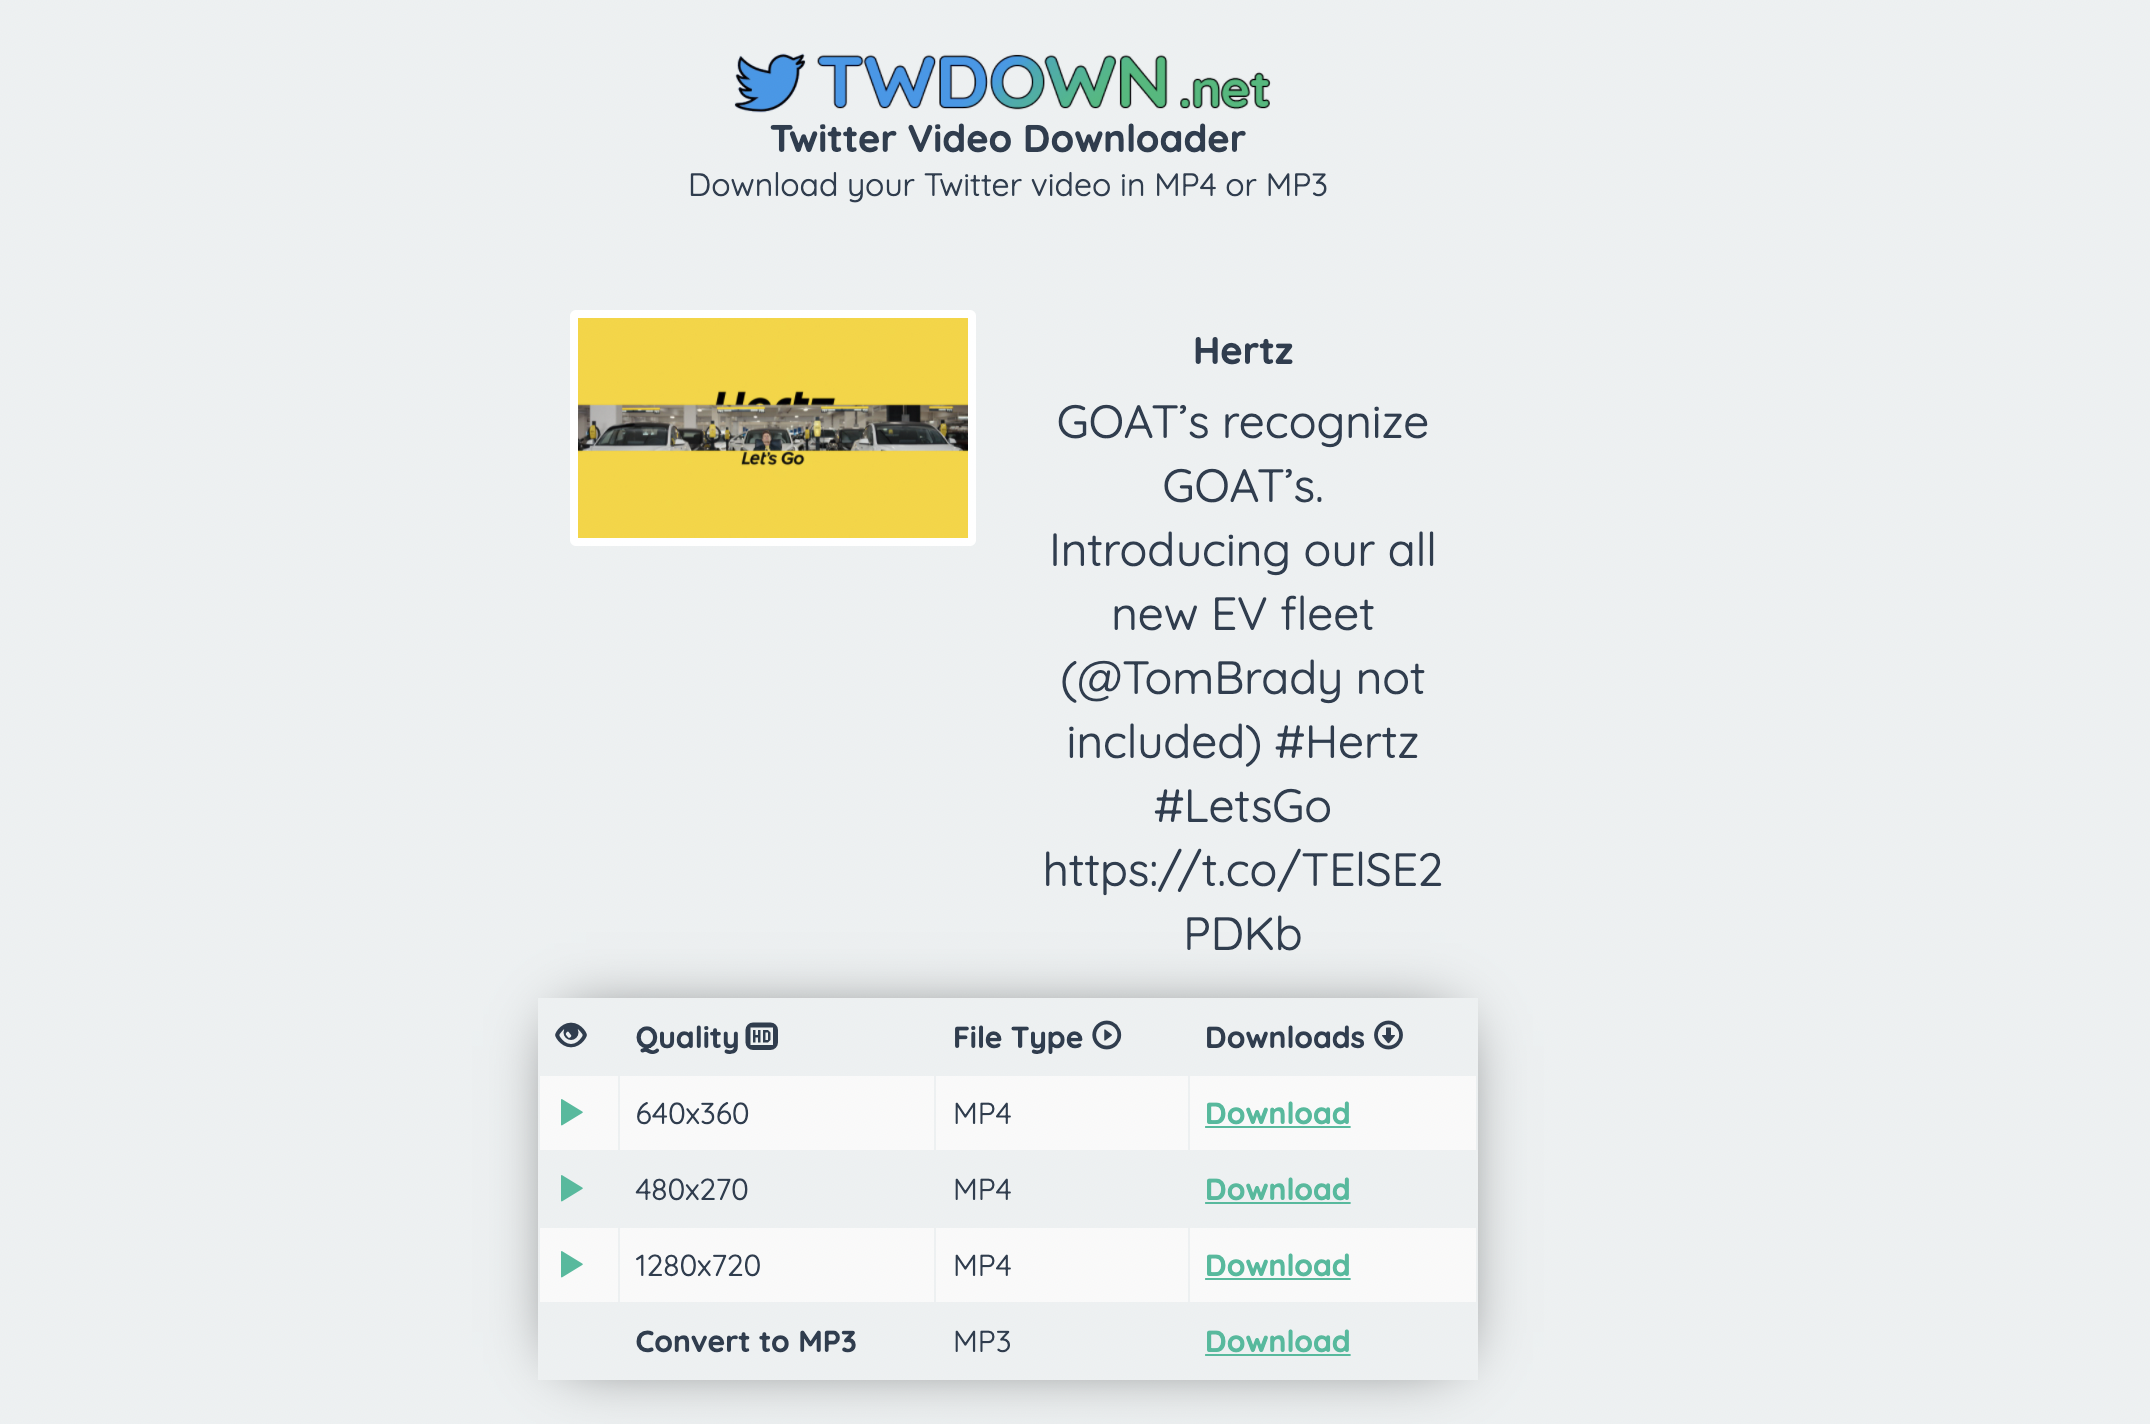 TWDOWN.net
Twitter Video Downloader
Download your Twitter video in MP4 or MP3
Hertz
Let's Go
Hertz
GOAT’s recognize
GOAT’s.
Introducing our all
new EV fleet
(@TomBrady not
included) #Hertz
#LetsGo
https://t.co/TElSE2
PDKb
Quality HD File Type Downloads
640x360 MP4 Download
480x270 MP4 Download
1280x720 MP4 Download
Convert to MP3 MP3 Download